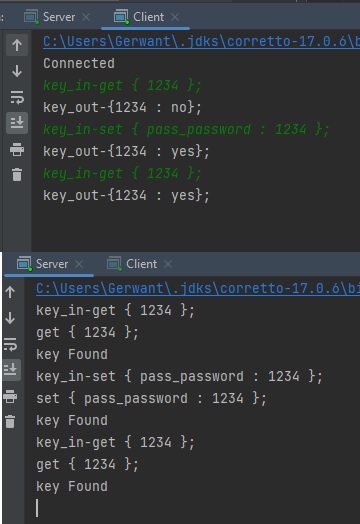 Server × Client ×
C:\Users\Gerwant\.jdks\corretto-17.0.6\b
Connected
key_in-get { 1234 };
key_out-{1234 : no};
key_in-set { pass_password : 1234 };
key_out-{1234 : yes};
key_in-get { 1234 };
key_out-{1234 : yes};
Server × Client ×
C:\Users\Gerwant\.jdks\corretto-17.0.6\bi
key_in-get { 1234 };
get { 1234 };
key Found
key_in-set { pass_password : 1234 };
set { pass_password : 1234 };
key Found
key_in-get { 1234 };
get { 1234 };
key Found